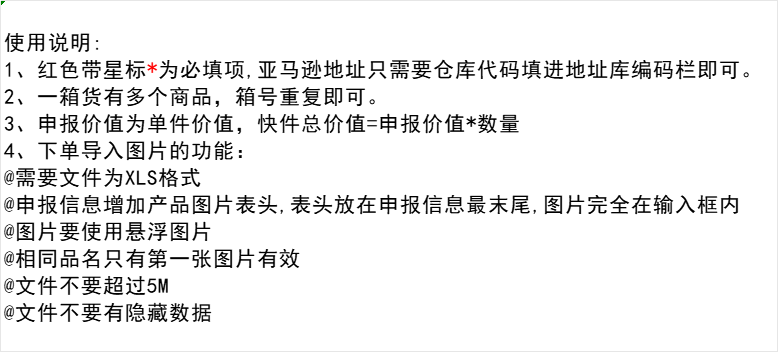 使用说明:
1、红色带星标*为必填项,亚马逊地址只需要仓库代码填进地址库编码栏即可。
2、一箱货有多个商品，箱号重复即可。
3、申报价值为单件价值，快件总价值=申报价值*数量
4、下单导入图片的功能：
@需要文件为XLS格式
@申报信息增加产品图片表头,表头放在申报信息最末尾,图片完全在输入框内
@图片要使用悬浮图片
@相同品名只有第一张图片有效
@文件不要超过5M
@文件不要有隐藏数据